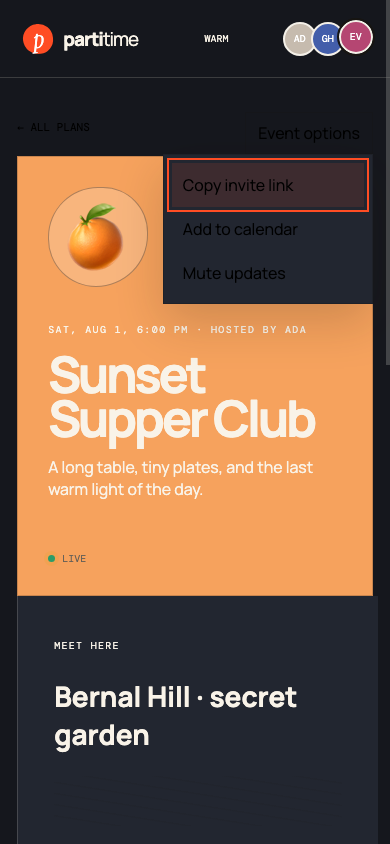 partitime
WARM
AD
GH
EV
← ALL PLANS
Event options
Copy invite link
Add to calendar
Mute updates
SAT, AUG 1, 6:00 PM · HOSTED BY ADA
Sunset
Supper Club
A long table, tiny plates, and the last
warm light of the day.
LIVE
MEET HERE
Bernal Hill · secret
garden